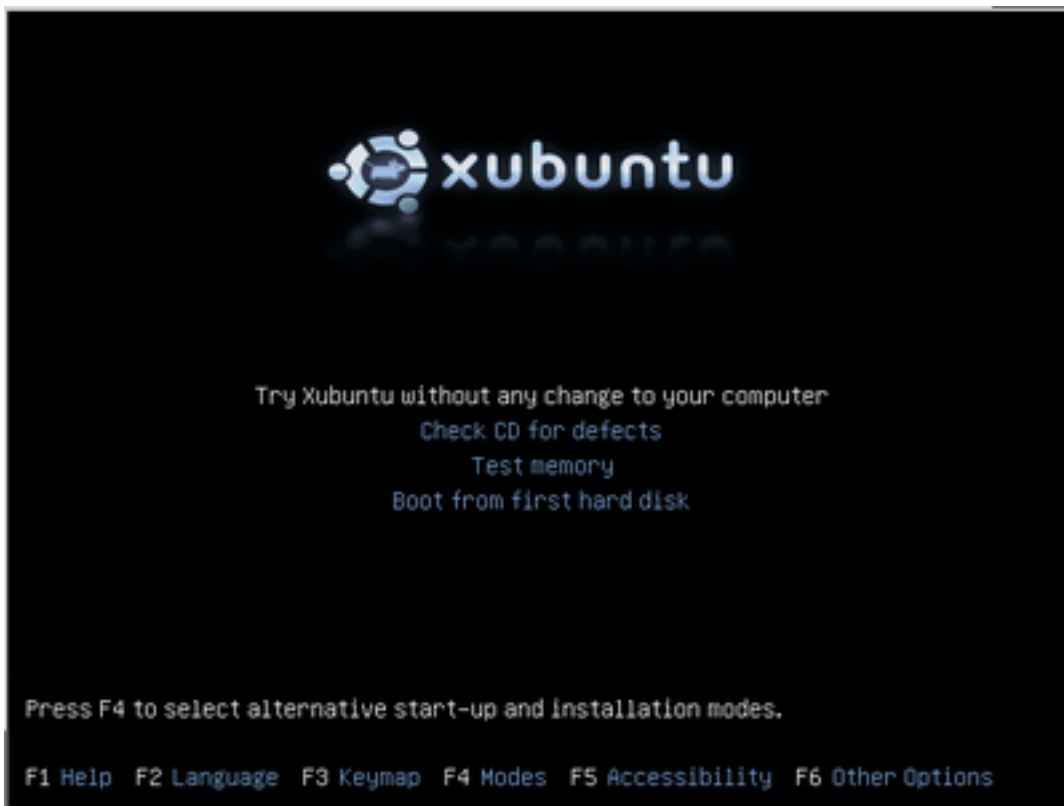 xubuntu
Try Xubuntu without any change to your computer
Check CD for defects
Test memory
Boot from first hard disk
Press F4 to select alternative start-up and installation modes.
F1 Help F2 Language F3 Keymap F4 Modes F5 Accessibility F6 Other Options